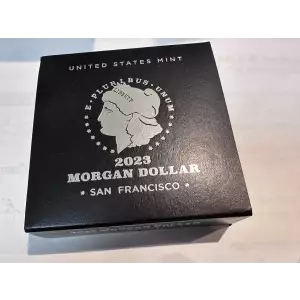 UNITED STATES MINT
E · PLURIBUS · UNUM
LIBERTY
2023
MORGAN DOLLAR
★ SAN FRANCISCO ★